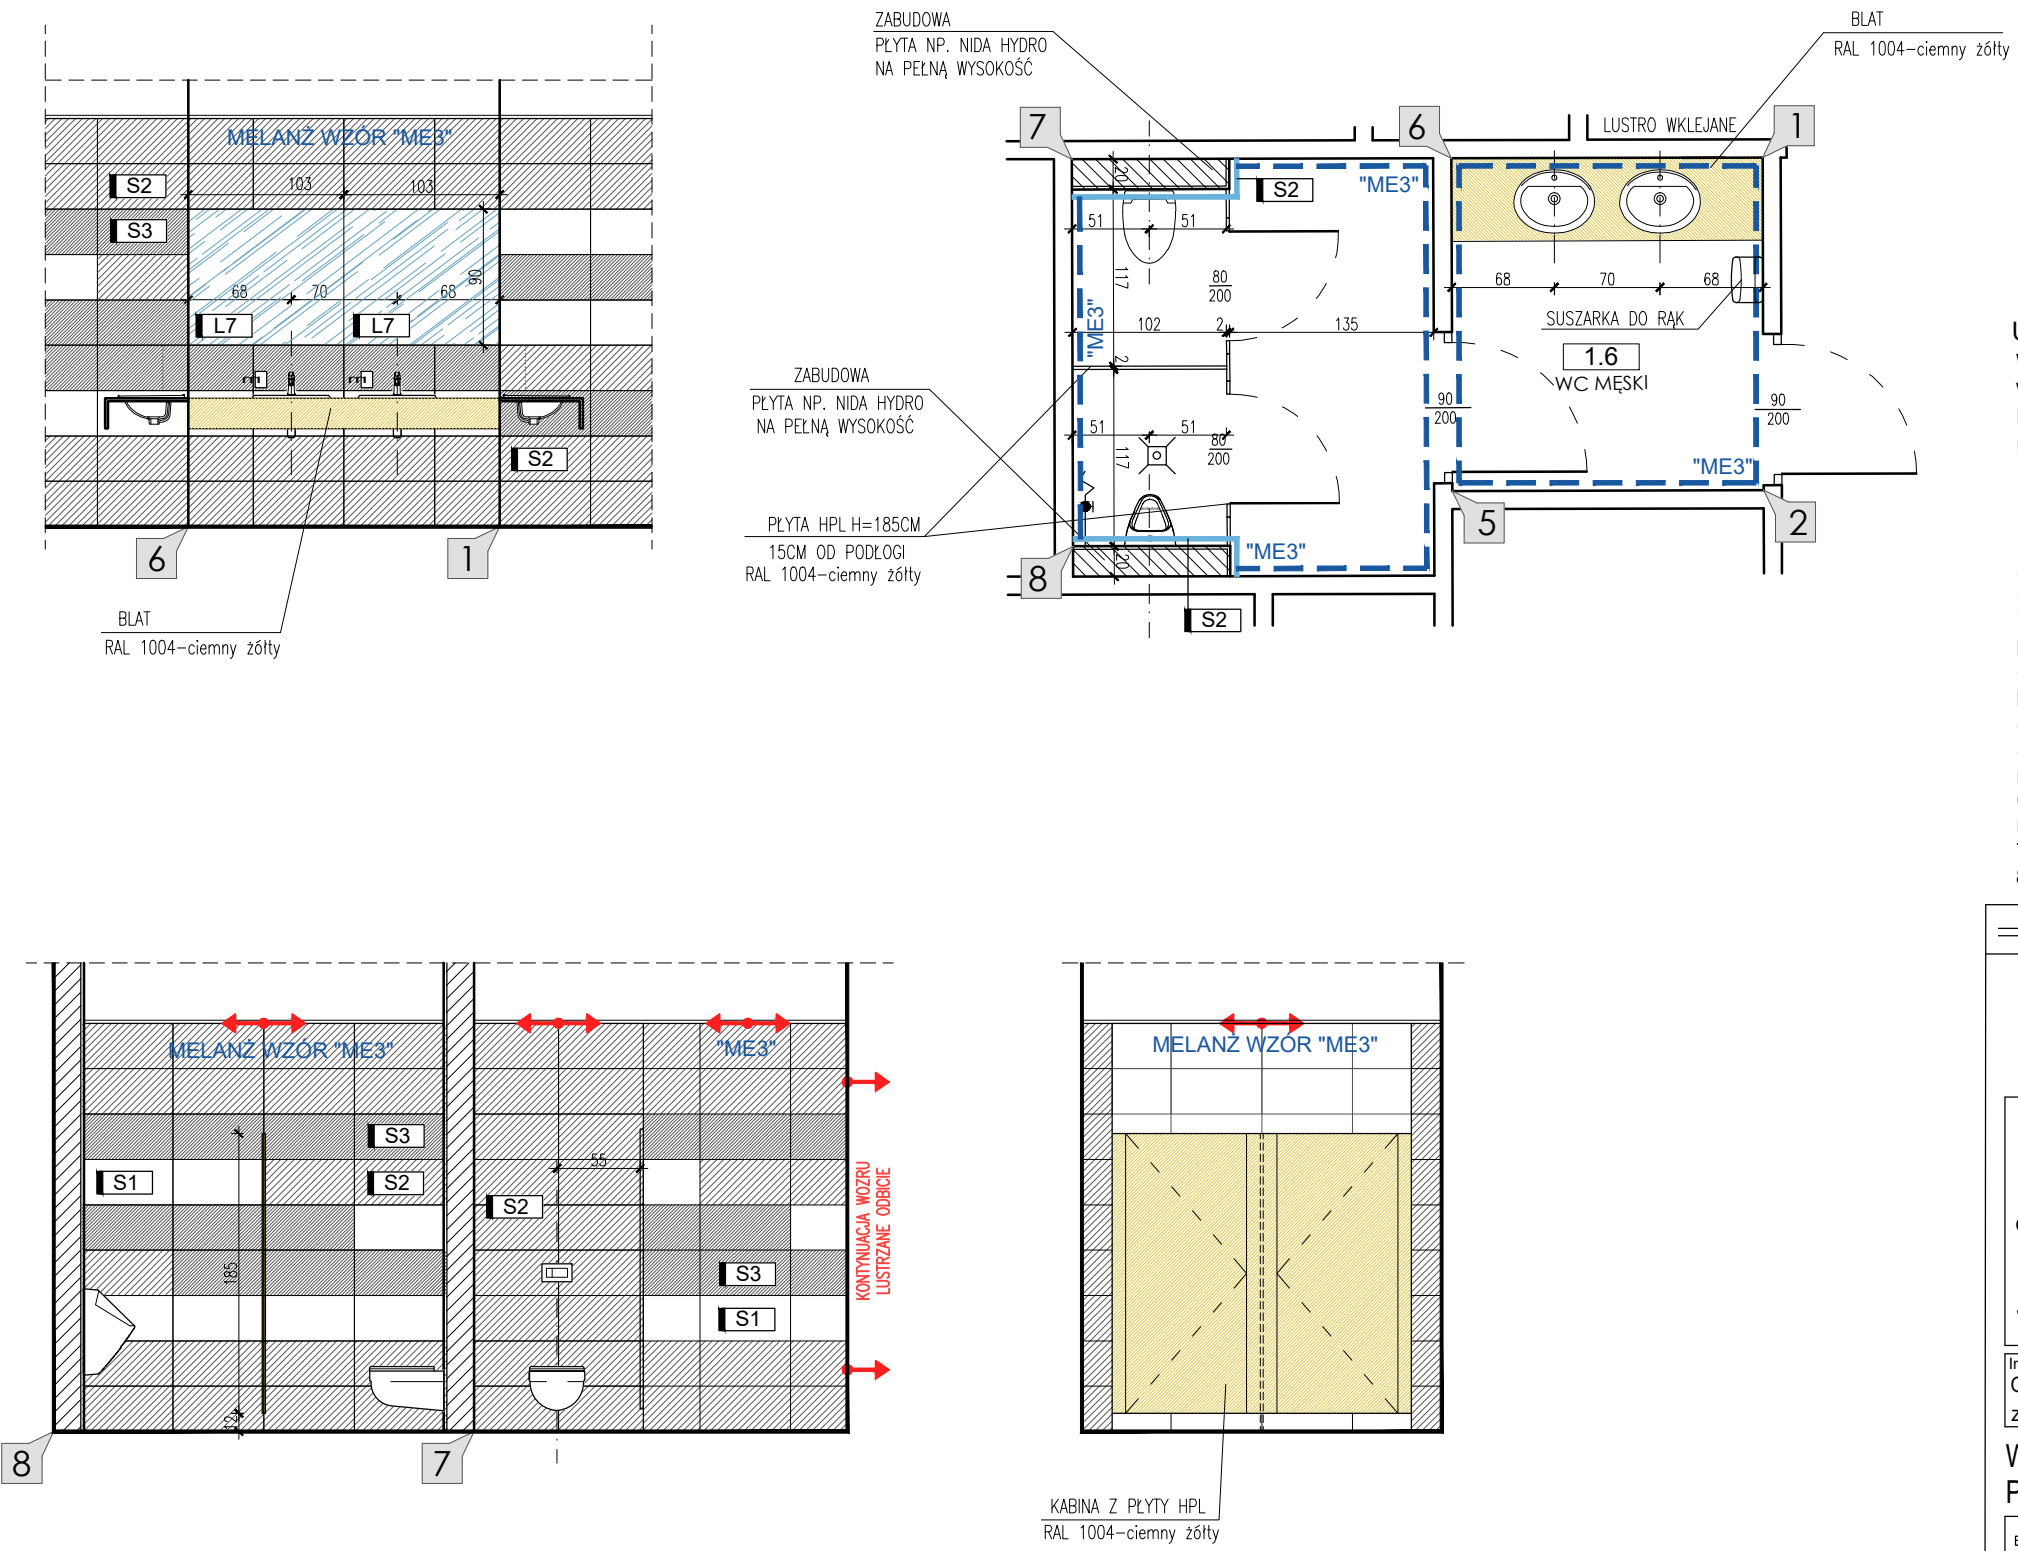 MELANŻ WZÓR "ME3"
S2
103
103
S3
90
68
70
68
L7
L7
S2
6
1
BLAT
RAL 1004-ciemny żółty
ZABUDOWA
PŁYTA NP. NIDA HYDRO
NA PEŁNĄ WYSOKOŚĆ
BLAT
RAL 1004-ciemny żółty
7
6
LUSTRO WKLEJANE
1
20
S2
"ME3"
51
51
117
80
200
68
70
68
"ME3"
102
2
135
SUSZARKA DO RĄK
1.6
WC MĘSKI
2
ZABUDOWA
PŁYTA NP. NIDA HYDRO
NA PEŁNĄ WYSOKOŚĆ
90
200
90
200
51
51
80
200
117
"ME3"
PŁYTA HPL H=185CM
15CM OD PODŁOGI
RAL 1004-ciemny żółty
5
2
"ME3"
20
8
S2
MELANŻ WZÓR "ME3"
"ME3"
S3
S1
S2
55
S2
185
S3
S1
12
KONTYNUACJA WOZRU
LUSTRZANE ODBICIE
8
7
MELANŻ WZÓR "ME3"
KABINA Z PŁYTY HPL
RAL 1004-ciemny żółty